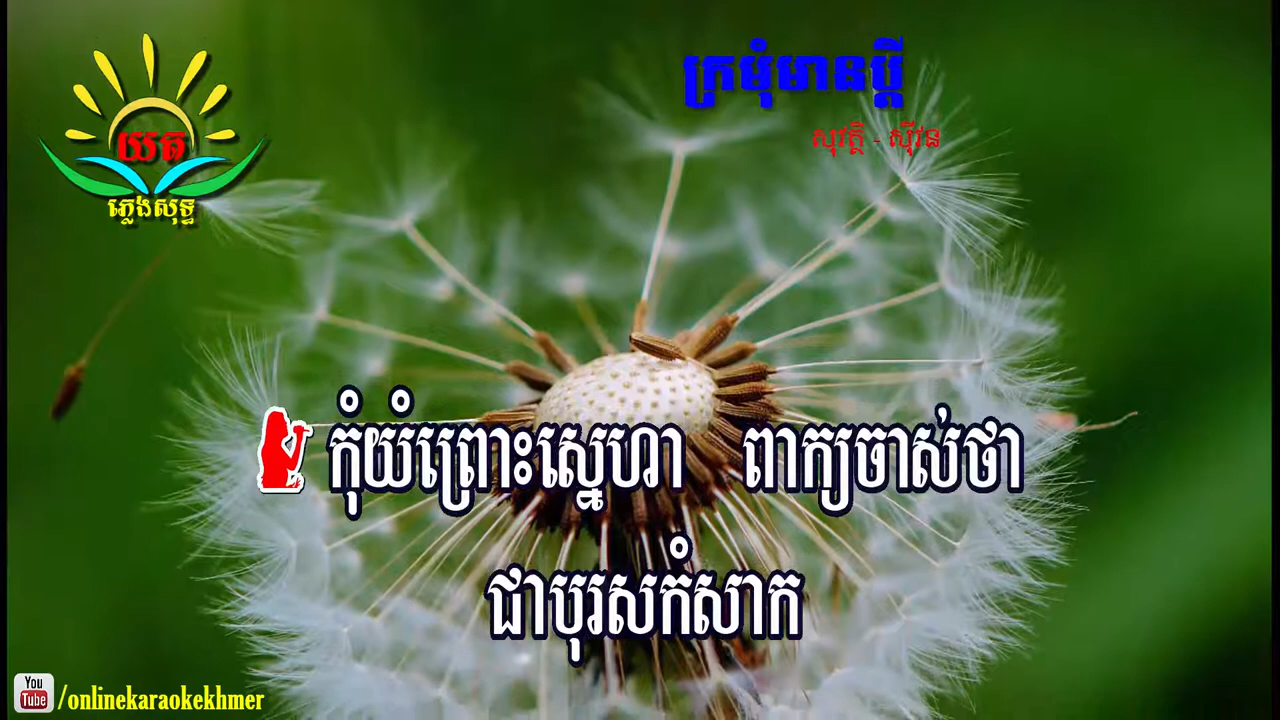 យត
ភ្លេងសុទ្ធ
ក្រមុំមានប្ដី
សុវត្ថិ - ស៊ីវន
កុំយំព្រោះស្នេហា ពាក្យចាស់ថា
ជាបុរសកំសាក
You
Tube
/onlinekaraokekhmer